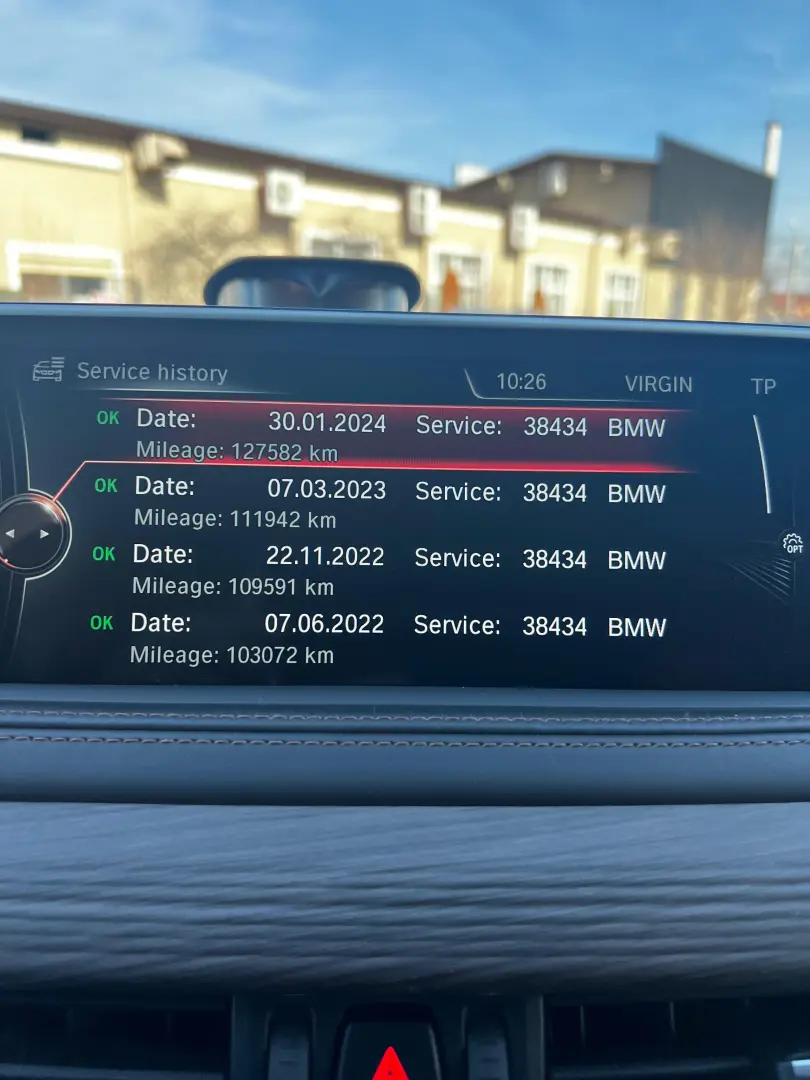 Service history 10:26 VIRGIN TP
OK Date: 30.01.2024 Service: 38434 BMW
Mileage: 127582 km
OK Date: 07.03.2023 Service: 38434 BMW
Mileage: 111942 km
OPT
OK Date: 22.11.2022 Service: 38434 BMW
Mileage: 109591 km
OK Date: 07.06.2022 Service: 38434 BMW
Mileage: 103072 km